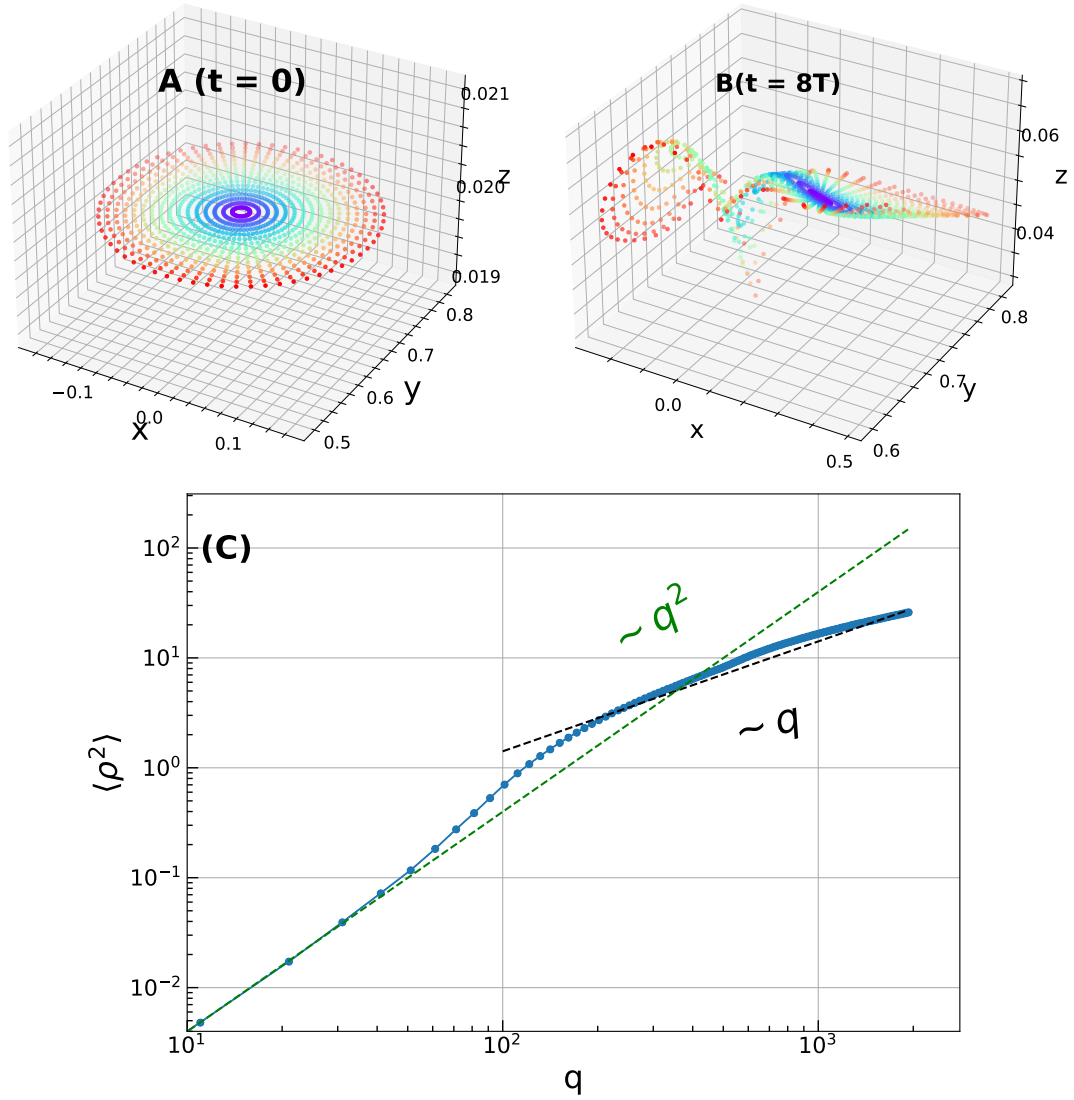 A (t = 0)
0.021
z
0.020
0.019
0.8
0.7
y
0.6
0.5
−0.1
0.0
x
0.1
B(t = 8T)
0.06
z
0.04
0.8
0.7
y
0.6
0.5
0.0
x
(C)
10²
10¹
10⁰
10⁻¹
10⁻²
⟨ρ²⟩
~ q²
~ q
10¹
10²
10³
q